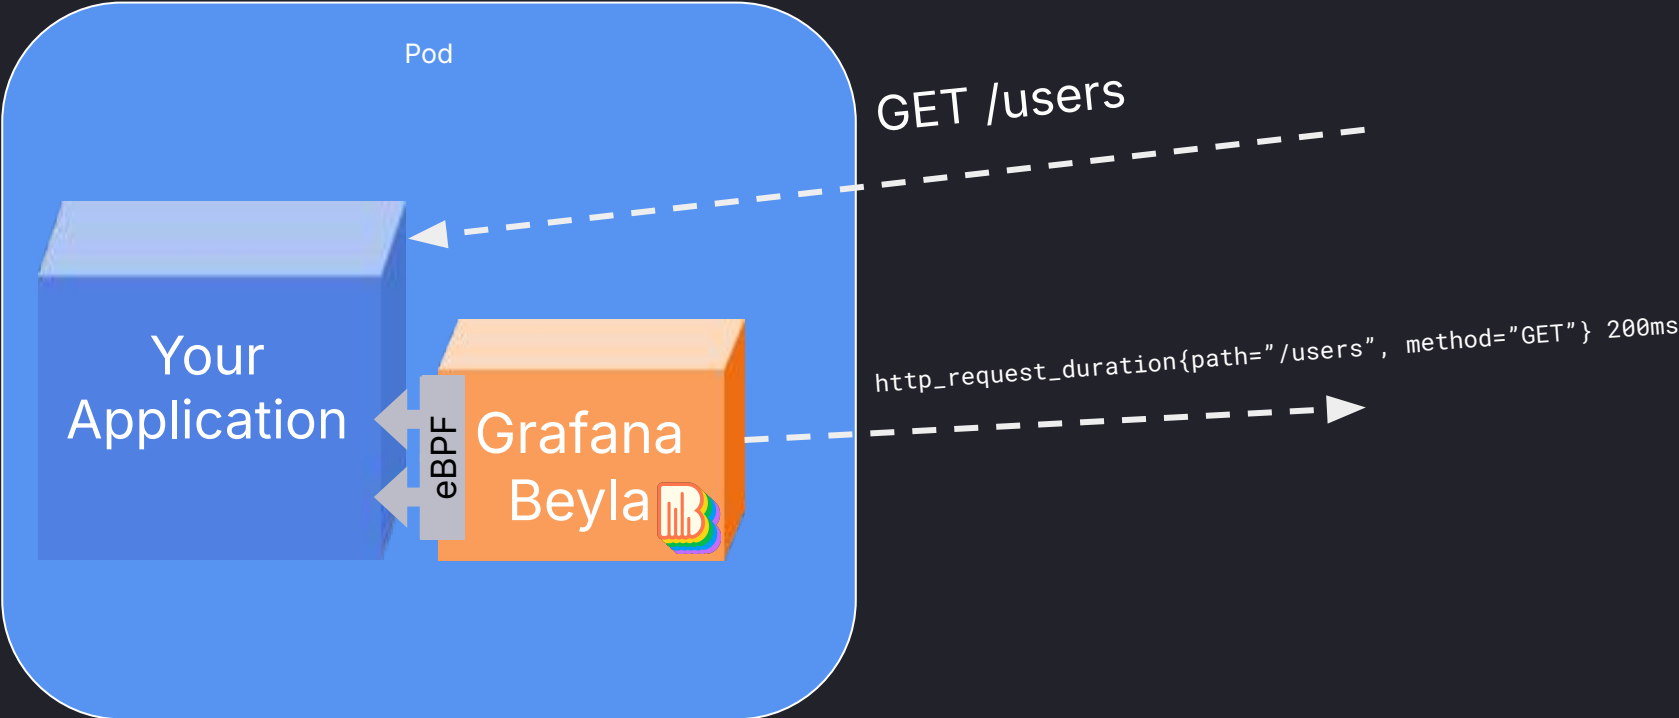 Pod
GET /users
Your
Application
eBPF
Grafana
Beyla
http_request_duration{path=”/users”, method=”GET”} 200ms